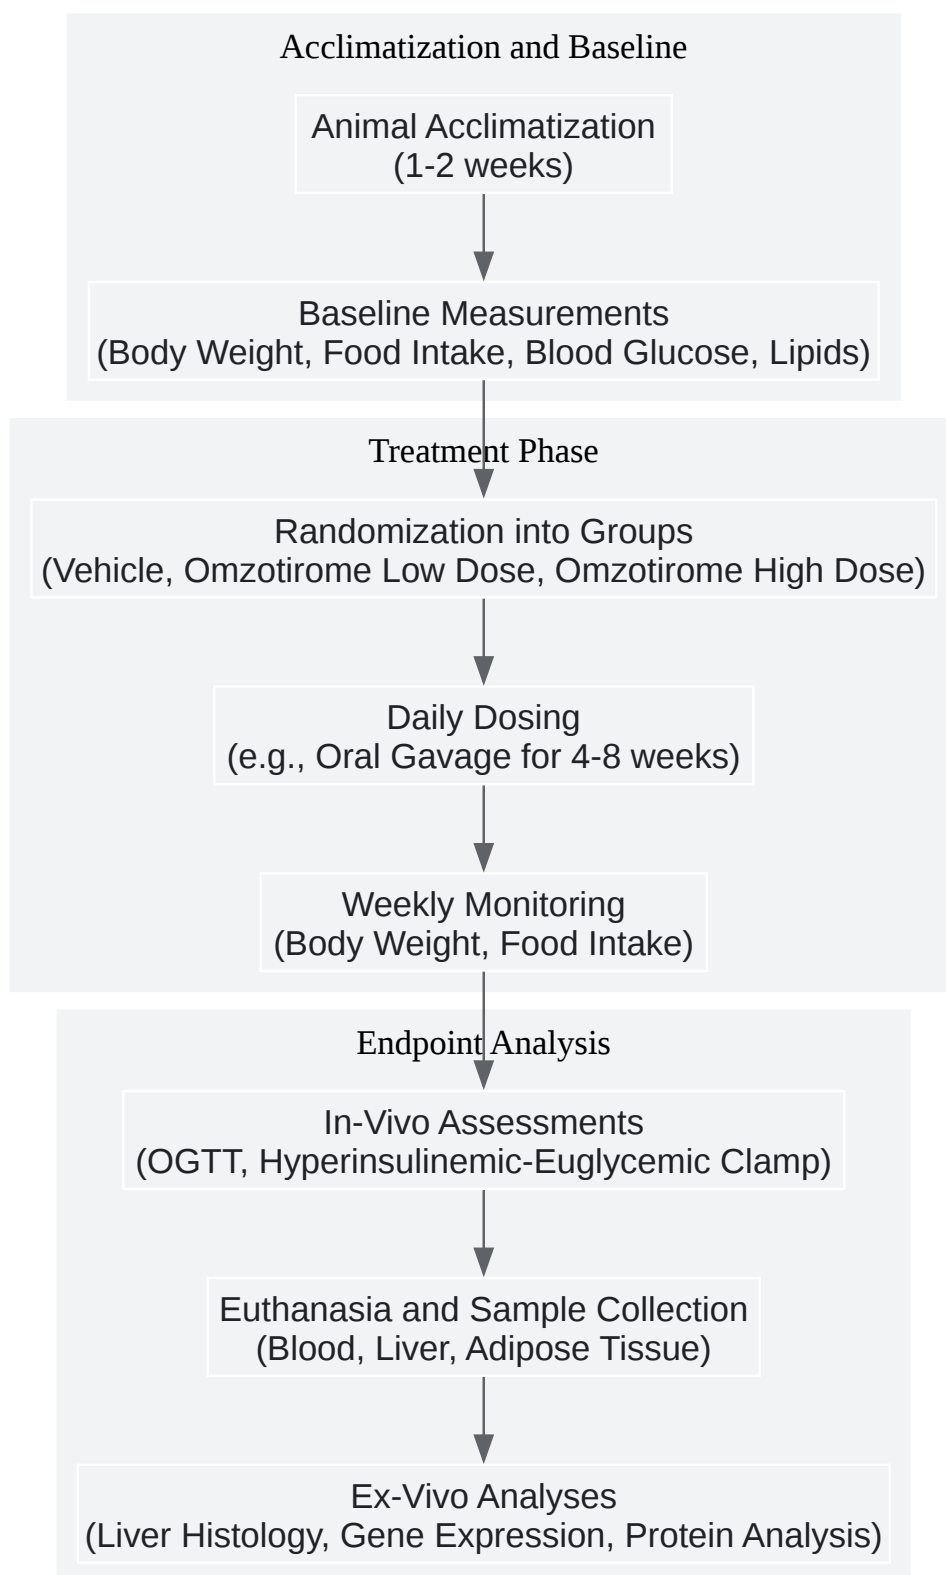 Acclimatization and Baseline
Animal Acclimatization
(1-2 weeks)
Baseline Measurements
(Body Weight, Food Intake, Blood Glucose, Lipids)
Treatment Phase
Randomization into Groups
(Vehicle, Omzotirome Low Dose, Omzotirome High Dose)
Daily Dosing
(e.g., Oral Gavage for 4-8 weeks)
Weekly Monitoring
(Body Weight, Food Intake)
Endpoint Analysis
In-Vivo Assessments
(OGTT, Hyperinsulinemic-Euglycemic Clamp)
Euthanasia and Sample Collection
(Blood, Liver, Adipose Tissue)
Ex-Vivo Analyses
(Liver Histology, Gene Expression, Protein Analysis)